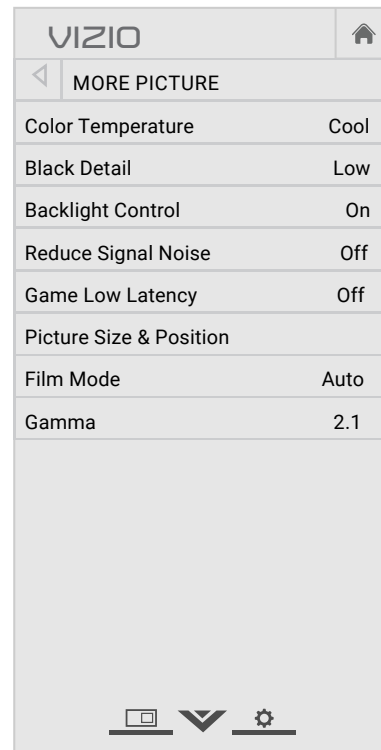 VIZIO
MORE PICTURE
Color Temperature Cool
Black Detail Low
Backlight Control On
Reduce Signal Noise Off
Game Low Latency Off
Picture Size & Position
Film Mode Auto
Gamma 2.1